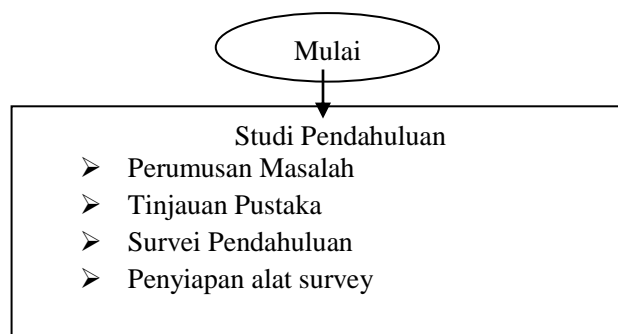 Mulai
Studi Pendahuluan
➢ Perumusan Masalah
➢ Tinjauan Pustaka
➢ Survei Pendahuluan
➢ Penyiapan alat survey